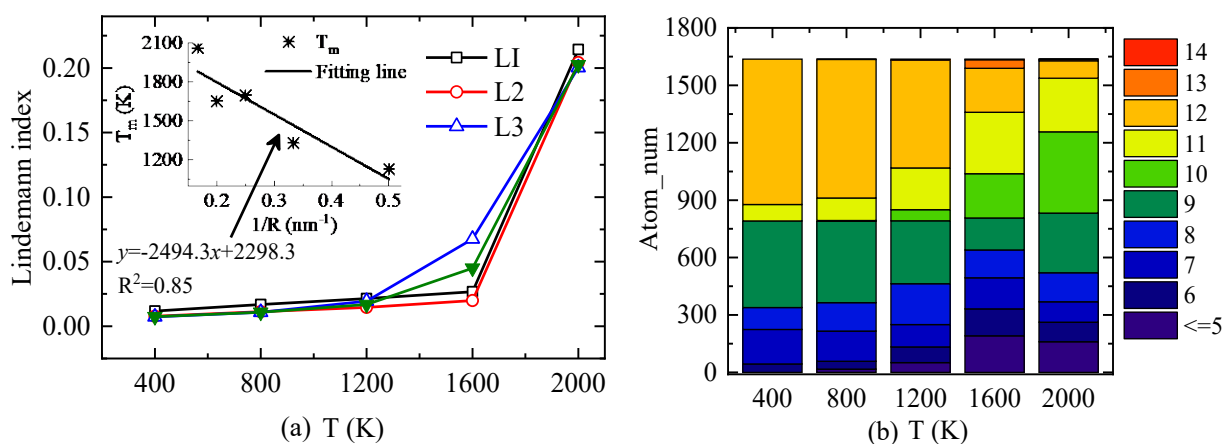 2100
1800
1500
1200
T_m (K)
T_m
Fitting line
0.2 0.3 0.4 0.5
1/R (nm⁻¹)
y=-2494.3x+2298.3
R²=0.85
LI
L2
L3
Lindemann index
0.20
0.15
0.10
0.05
0.00
400 800 1200 1600 2000
(a) T (K)
Atom_num
1800
1500
1200
900
600
300
0
400 800 1200 1600 2000
(b) T (K)
14
13
12
11
10
9
8
7
6
<=5